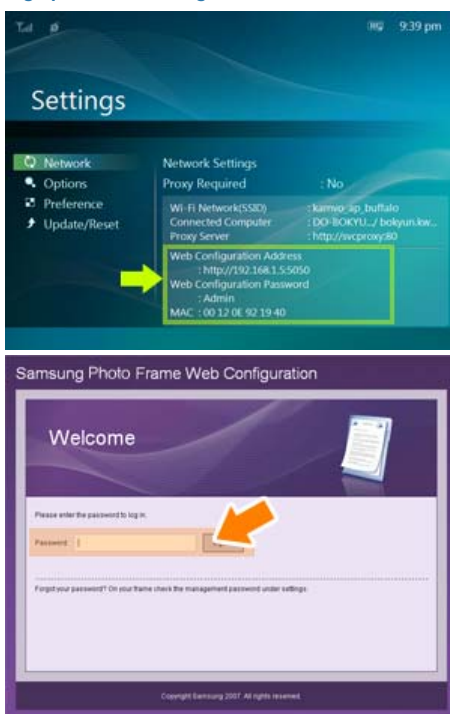 9:39 pm
Settings
Network
Options
Preference
Update/Reset
Network Settings
Proxy Required : No
Wi-Fi Network(SSID) : kamvo_ap_buffalo
Connected Computer : DO-BOKYU.../ bokyun.kw...
Proxy Server : http://svcproxy:80
Web Configuration Address
: http://192.168.1.5:5050
Web Configuration Password
: Admin
MAC : 00 12 0E 92 19 40
Samsung Photo Frame Web Configuration
Welcome
Please enter the password to log in.
Password
Forgot your password? On your frame check the management password under settings.
Copyright Samsung 2007. All rights reserved.